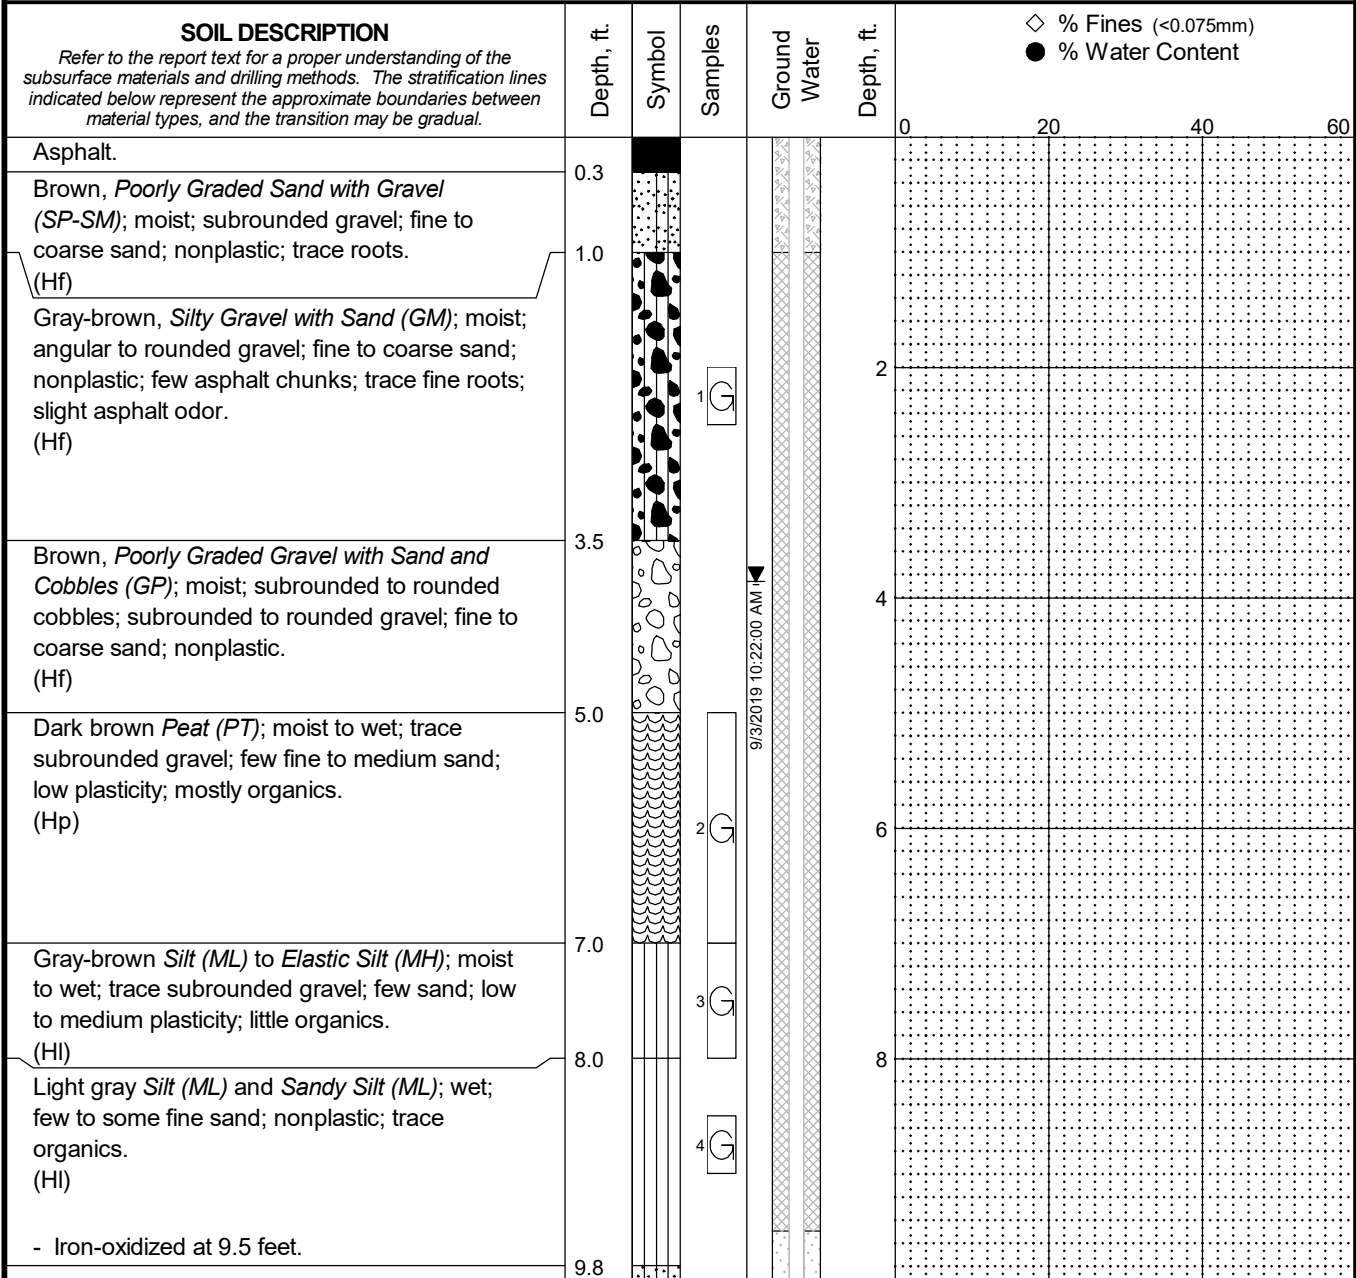 SOIL DESCRIPTION
Refer to the report text for a proper understanding of the
subsurface materials and drilling methods. The stratification lines
indicated below represent the approximate boundaries between
material types, and the transition may be gradual.
Depth, ft.
Symbol
Samples
Ground
Water
Depth, ft.
◇ % Fines (<0.075mm)
● % Water Content
0 20 40 60
Asphalt.
0.3
Brown, Poorly Graded Sand with Gravel
(SP-SM); moist; subrounded gravel; fine to
coarse sand; nonplastic; trace roots.
(Hf)
1.0
Gray-brown, Silty Gravel with Sand (GM); moist;
angular to rounded gravel; fine to coarse sand;
nonplastic; few asphalt chunks; trace fine roots;
slight asphalt odor.
(Hf)
1 G
2
3.5
Brown, Poorly Graded Gravel with Sand and
Cobbles (GP); moist; subrounded to rounded
cobbles; subrounded to rounded gravel; fine to
coarse sand; nonplastic.
(Hf)
9/3/2019 10:22:00 AM
4
5.0
Dark brown Peat (PT); moist to wet; trace
subrounded gravel; few fine to medium sand;
low plasticity; mostly organics.
(Hp)
2 G
6
7.0
Gray-brown Silt (ML) to Elastic Silt (MH); moist
to wet; trace subrounded gravel; few sand; low
to medium plasticity; little organics.
(Hl)
3 G
8.0
8
Light gray Silt (ML) and Sandy Silt (ML); wet;
few to some fine sand; nonplastic; trace
organics.
(Hl)
4 G
- Iron-oxidized at 9.5 feet.
9.8